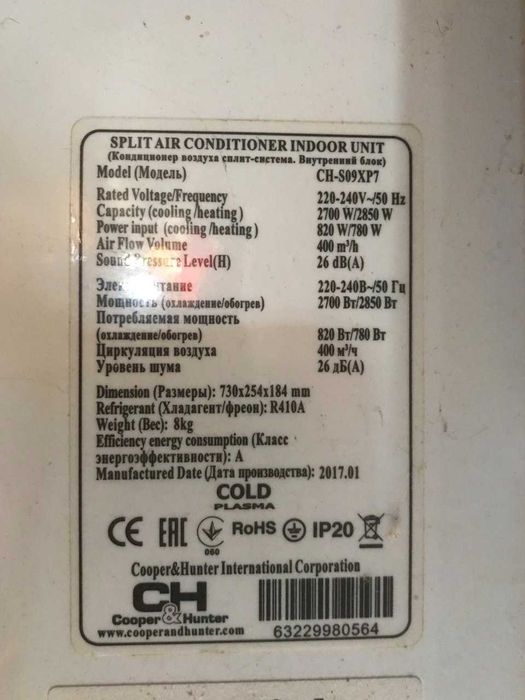 SPLIT AIR CONDITIONER INDOOR UNIT
(Кондиционер воздуха сплит-система. Внутренний блок)
Model (Модель) CH-S09XP7
Rated Voltage/Frequency 220-240V~/50 Hz
Capacity (cooling /heating) 2700 W/2850 W
Power input (cooling /heating) 820 W/780 W
Air Flow Volume 400 m³/h
Sound Pressure Level(H) 26 dB(A)
220-240В~/50 Гц
Мощность (охлаждение/обогрев) 2700 Вт/2850 Вт
Потребляемая мощность
(охлаждение/обогрев) 820 Вт/780 Вт
Циркуляция воздуха 400 м³/ч
Уровень шума 26 дБ(А)
Dimension (Размеры): 730x254x184 mm
Refrigerant (Хладагент/фреон): R410A
Weight (Вес): 8kg
Efficiency energy consumption (Класс
энергоэффективности): A
Manufactured Date (Дата производства): 2017.01
COLD
PLASMA
CE EAC RoHS IP20
060
Cooper&Hunter International Corporation
CH
Cooper&Hunter
www.cooperandhunter.com 63229980564